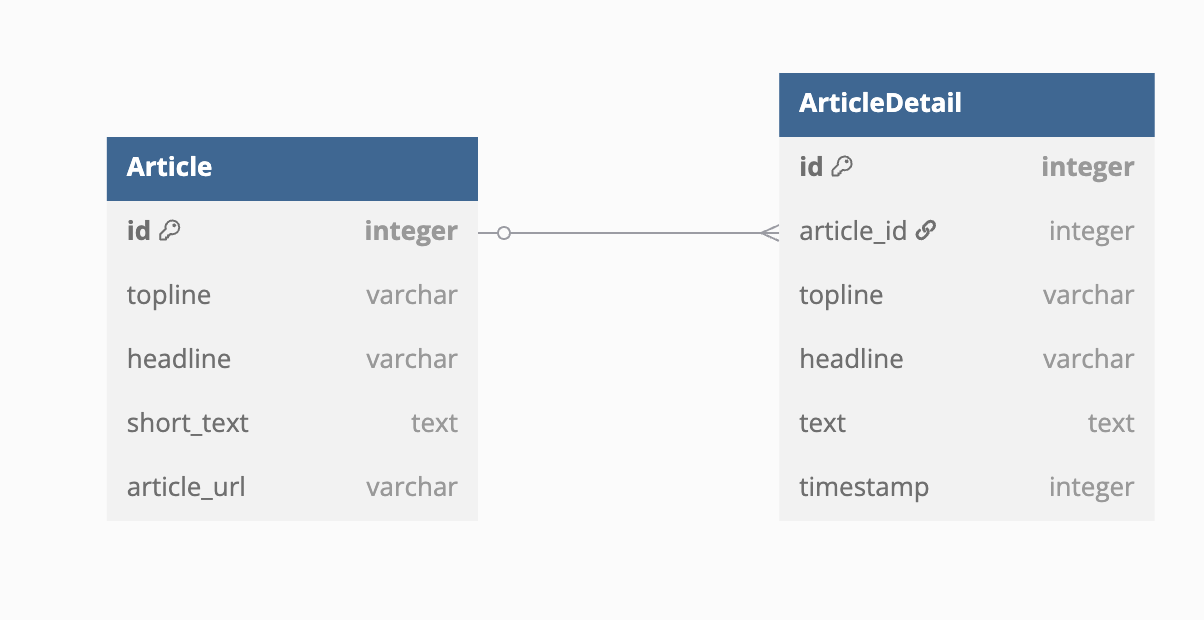 Article
id integer
topline varchar
headline varchar
short_text text
article_url varchar
ArticleDetail
id integer
article_id integer
topline varchar
headline varchar
text text
timestamp integer